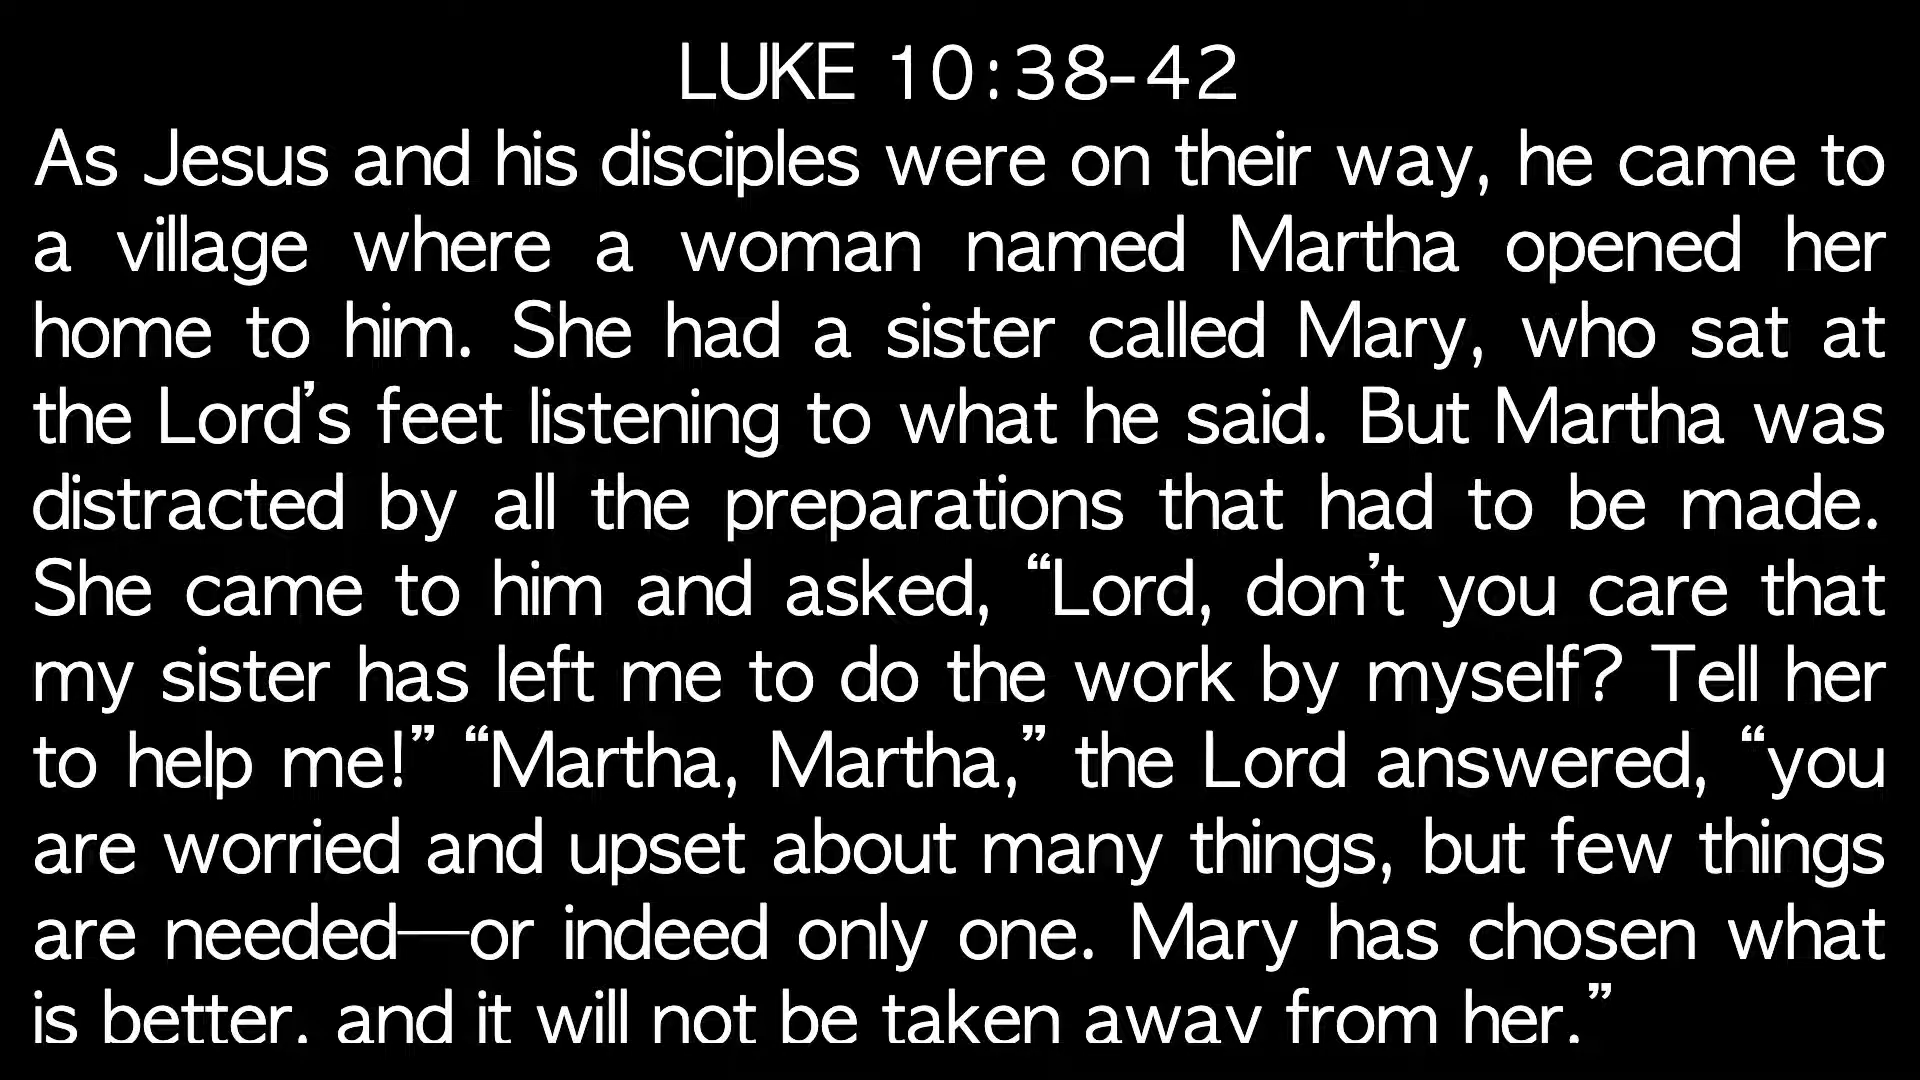 LUKE 10:38-42
As Jesus and his disciples were on their way, he came to
a village where a woman named Martha opened her
home to him. She had a sister called Mary, who sat at
the Lord’s feet listening to what he said. But Martha was
distracted by all the preparations that had to be made.
She came to him and asked, “Lord, don’t you care that
my sister has left me to do the work by myself? Tell her
to help me!” “Martha, Martha,” the Lord answered, “you
are worried and upset about many things, but few things
are needed—or indeed only one. Mary has chosen what
is better, and it will not be taken away from her.”